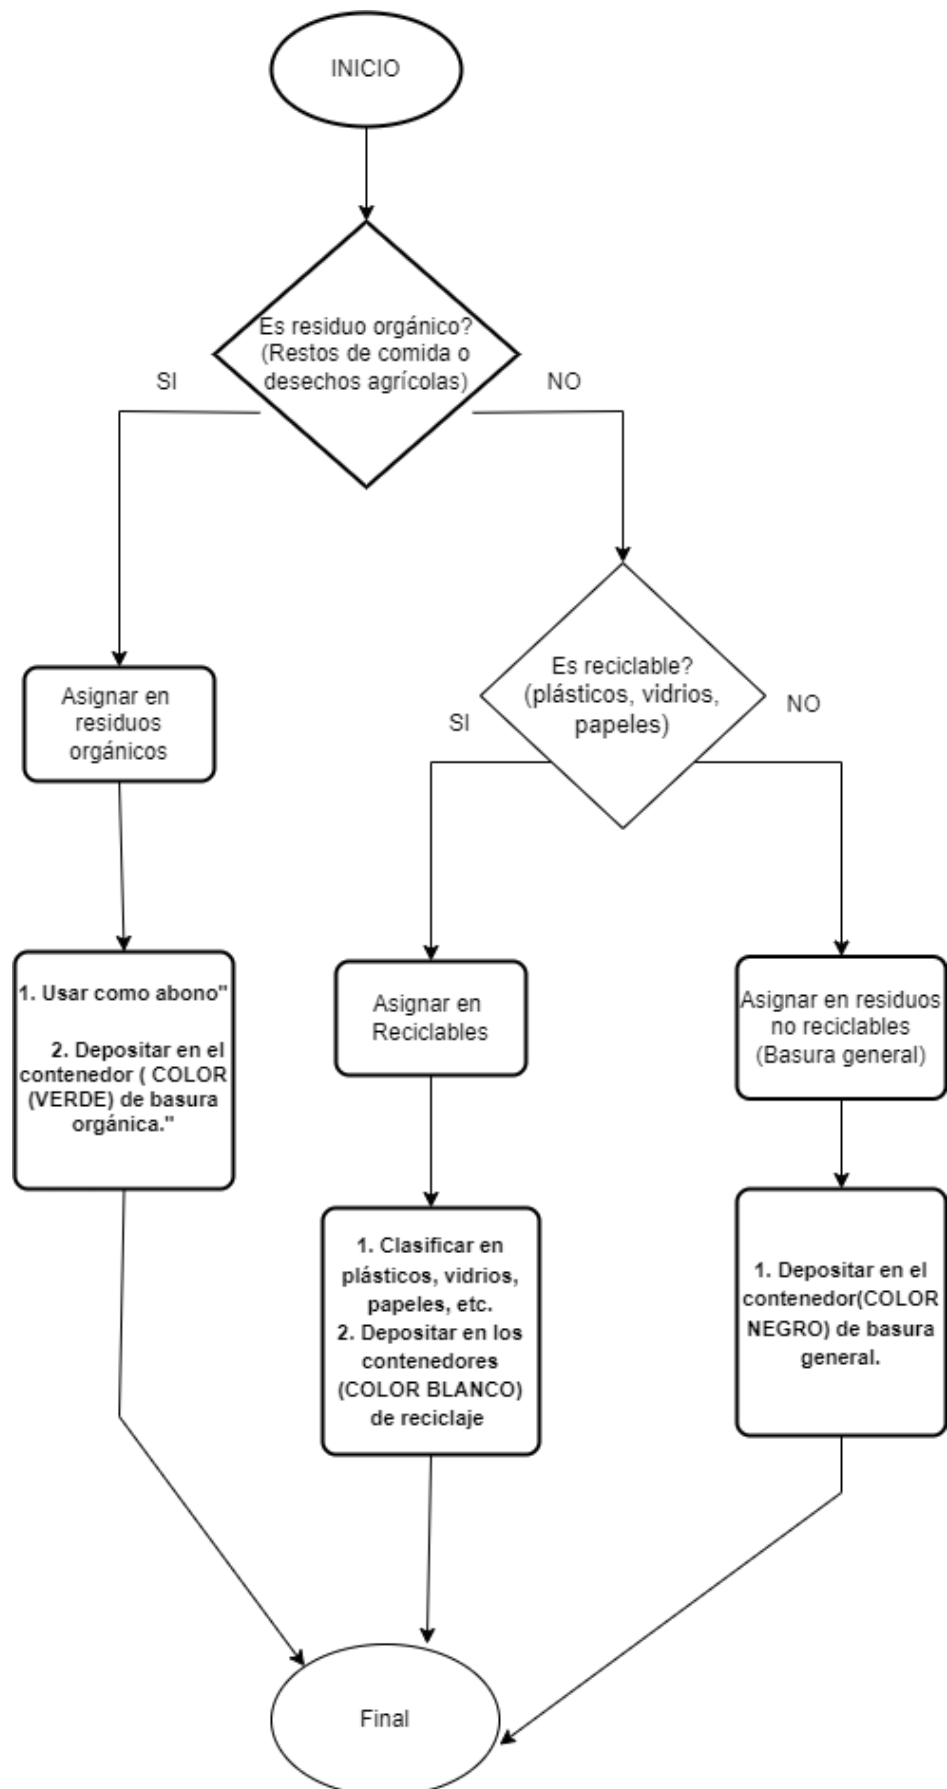 INICIO
Es residuo orgánico?
(Restos de comida o
desechos agrícolas)
SI
NO
Es reciclable?
(plásticos, vidrios,
papeles)
SI
NO
Asignar en
residuos
orgánicos
1. Usar como abono"
2. Depositar en el
contenedor ( COLOR
(VERDE) de basura
orgánica."
Asignar en
Reciclables
Asignar en residuos
no reciclables
(Basura general)
1. Clasificar en
plásticos, vidrios,
papeles, etc.
2. Depositar en los
contenedores
(COLOR BLANCO)
de reciclaje
1. Depositar en el
contenedor(COLOR
NEGRO) de basura
general.
Final